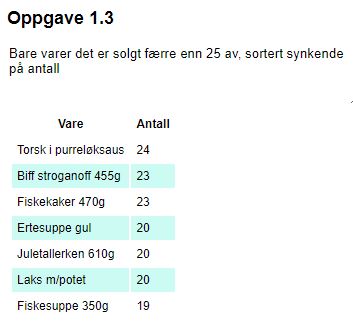 Oppgave 1.3
Bare varer det er solgt færre enn 25 av, sortert synkende
på antall
Vare Antall
Torsk i purreløksaus 24
Biff stroganoff 455g 23
Fiskekaker 470g 23
Ertesuppe gul 20
Juletallerken 610g 20
Laks m/potet 20
Fiskesuppe 350g 19